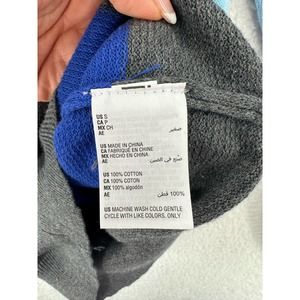 US S
CA P
MX CH
AE صغير
US MADE IN CHINA
CA FABRIQUÉ EN CHINE
MX HECHO EN CHINA
AE صنع في الصين
US 100% COTTON
CA 100% COTON
MX 100% algodón
AE 100% قطن
US MACHINE WASH COLD GENTLE
CYCLE WITH LIKE COLORS. ONLY